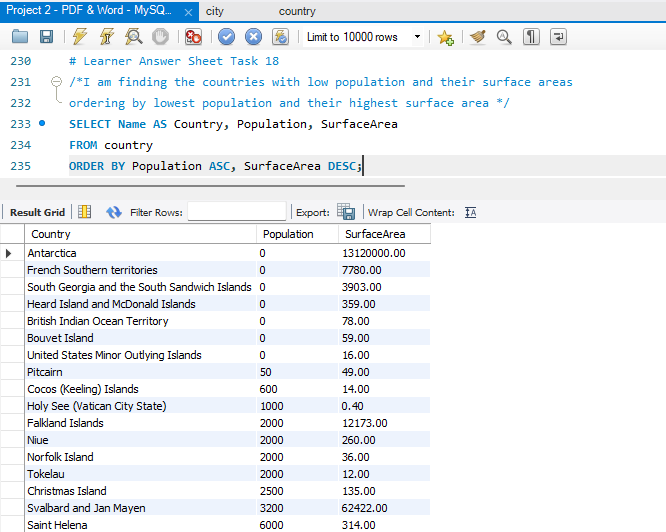 Project 2 - PDF & Word - MySQ... city country
Limit to 10000 rows
230 # Learner Answer Sheet Task 18
231 /*I am finding the countries with low population and their surface areas
232 ordering by lowest population and their highest surface area */
233 SELECT Name AS Country, Population, SurfaceArea
234 FROM country
235 ORDER BY Population ASC, SurfaceArea DESC;
Result Grid Filter Rows: Export: Wrap Cell Content:
Country Population SurfaceArea
Antarctica 0 13120000.00
French Southern territories 0 7780.00
South Georgia and the South Sandwich Islands 0 3903.00
Heard Island and McDonald Islands 0 359.00
British Indian Ocean Territory 0 78.00
Bouvet Island 0 59.00
United States Minor Outlying Islands 0 16.00
Pitcairn 50 49.00
Cocos (Keeling) Islands 600 14.00
Holy See (Vatican City State) 1000 0.40
Falkland Islands 2000 12173.00
Niue 2000 260.00
Norfolk Island 2000 36.00
Tokelau 2000 12.00
Christmas Island 2500 135.00
Svalbard and Jan Mayen 3200 62422.00
Saint Helena 6000 314.00